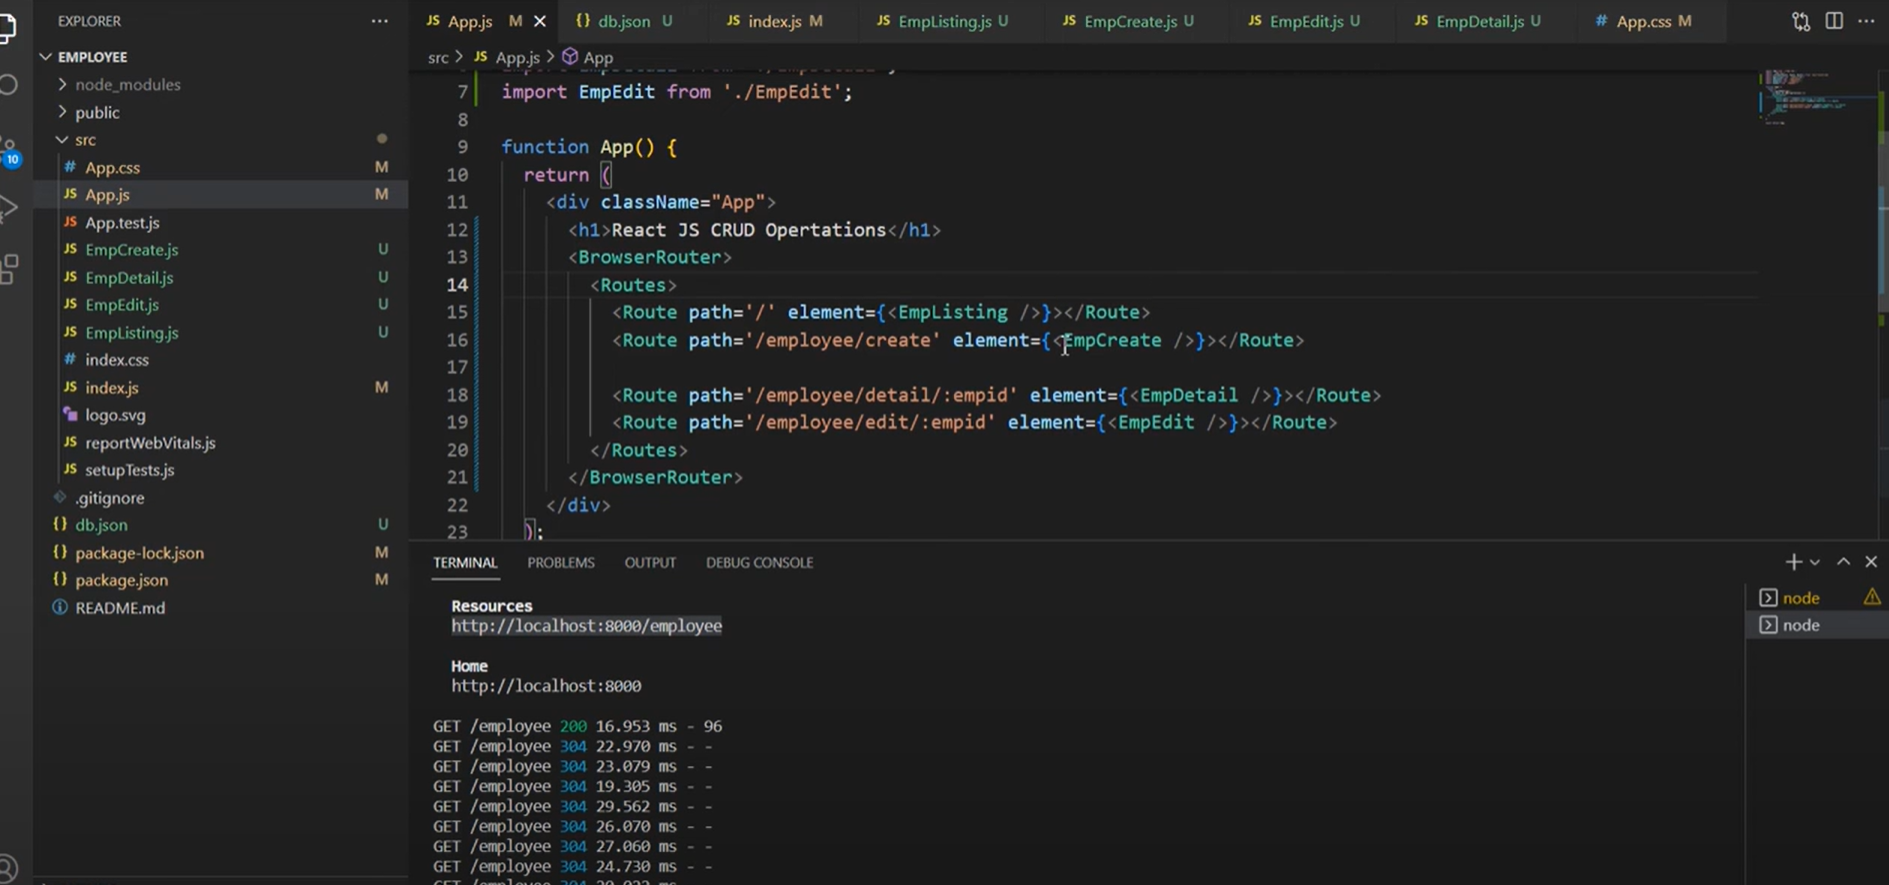 EXPLORER
EMPLOYEE
node_modules
public
src
App.css M
App.js M
App.test.js
EmpCreate.js U
EmpDetail.js U
EmpEdit.js U
EmpListing.js U
index.css
index.js M
logo.svg
reportWebVitals.js
setupTests.js
.gitignore
db.json U
package-lock.json M
package.json M
README.md
10
JS App.js M
{} db.json U
JS index.js M
JS EmpListing.js U
JS EmpCreate.js U
JS EmpEdit.js U
JS EmpDetail.js U
# App.css M
src > JS App.js > App
7 import EmpEdit from './EmpEdit';
8
9 function App() {
10 return (
11 <div className="App">
12 <h1>React JS CRUD Opertations</h1>
13 <BrowserRouter>
14 <Routes>
15 <Route path='/' element={<EmpListing />}></Route>
16 <Route path='/employee/create' element={<EmpCreate />}></Route>
17
18 <Route path='/employee/detail/:empid' element={<EmpDetail />}></Route>
19 <Route path='/employee/edit/:empid' element={<EmpEdit />}></Route>
20 </Routes>
21 </BrowserRouter>
22 </div>
23 );
TERMINAL PROBLEMS OUTPUT DEBUG CONSOLE
Resources
http://localhost:8000/employee
Home
http://localhost:8000
GET /employee 200 16.953 ms - 96
GET /employee 304 22.970 ms - -
GET /employee 304 23.079 ms - -
GET /employee 304 19.305 ms - -
GET /employee 304 29.562 ms - -
GET /employee 304 26.070 ms - -
GET /employee 304 27.060 ms - -
GET /employee 304 24.730 ms - -
node
node